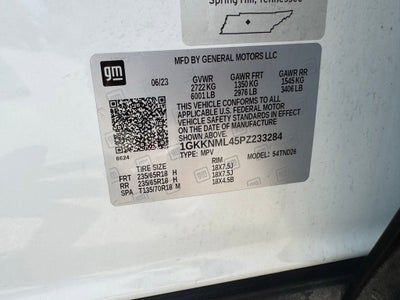 Spring Hill, Tennessee
gm
MFD BY GENERAL MOTORS LLC
06/23 GVWR GAWR FRT GAWR RR
2722 KG 1350 KG 1545 KG
6001 LB 2976 LB 3406 LB
THIS VEHICLE CONFORMS TO ALL APPLICABLE
U.S. FEDERAL MOTOR VEHICLE SAFETY
STANDARDS IN EFFECT ON THE DATE OF MANUFACTURE
SHOWN ABOVE.
1GKKNML45PZ233284
TYPE: MPV MODEL: 54TND26
8624
TIRE SIZE RIM
FRT 235/65R18 H 18X7.5J
RR 235/65R18 H 18X7.5J
SPA T135/70R18 M 18X4.5B